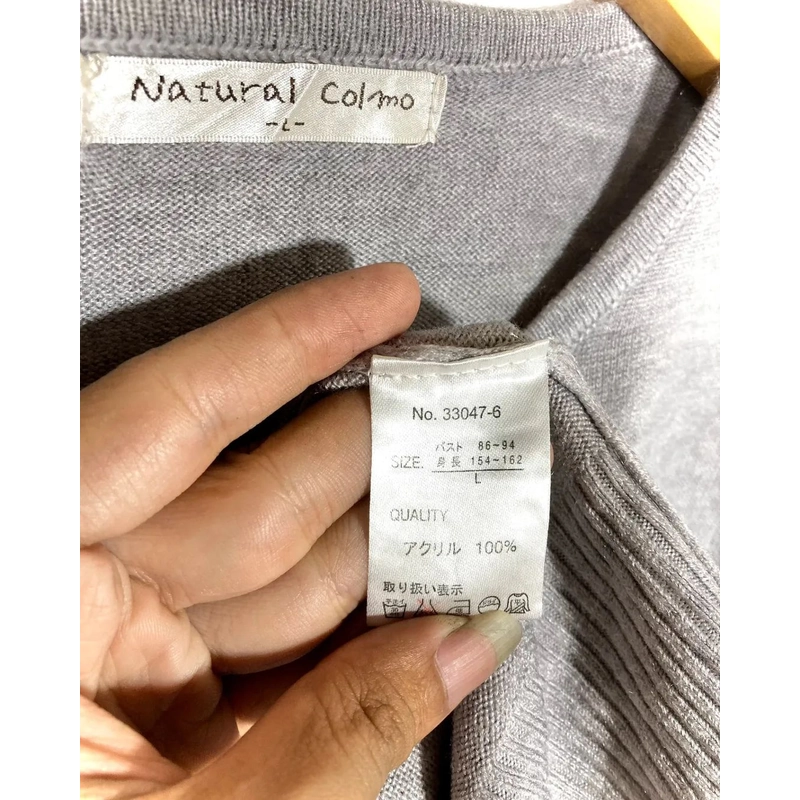 Natural Colmo
-L-
No. 33047-6
バスト 86~94
SIZE. 身長 154~162
L
QUALITY
アクリル 100%
取り扱い表示